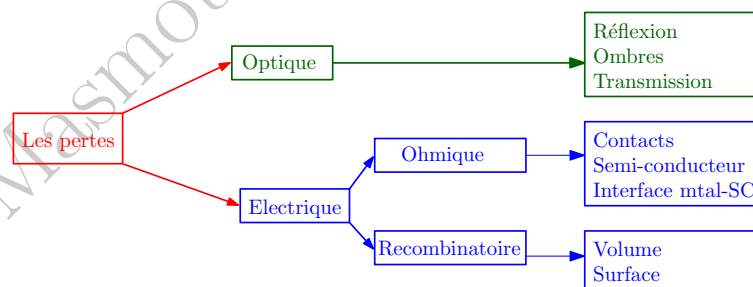 Les pertes
Optique
Réflexion
Ombres
Transmission
Electrique
Ohmique
Contacts
Semi-conducteur
Interface mtal-SC
Recombinatoire
Volume
Surface